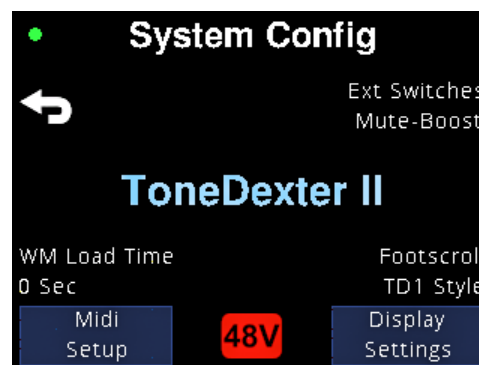 System Config
Ext Switches
Mute-Boost
ToneDexter II
WM Load Time
0 Sec
Footscroll
TD1 Style
Midi
Setup
48V
Display
Settings